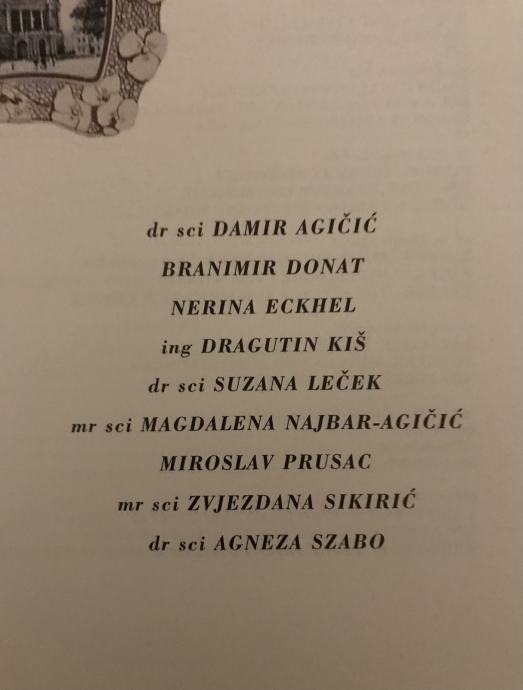 dr sci DAMIR AGIČIĆ
BRANIMIR DONAT
NERINA ECKHEL
ing DRAGUTIN KIŠ
dr sci SUZANA LEČEK
mr sci MAGDALENA NAJBAR-AGIČIĆ
MIROSLAV PRUSAC
mr sci ZVJEZDANA SIKIRIĆ
dr sci AGNEZA SZABO